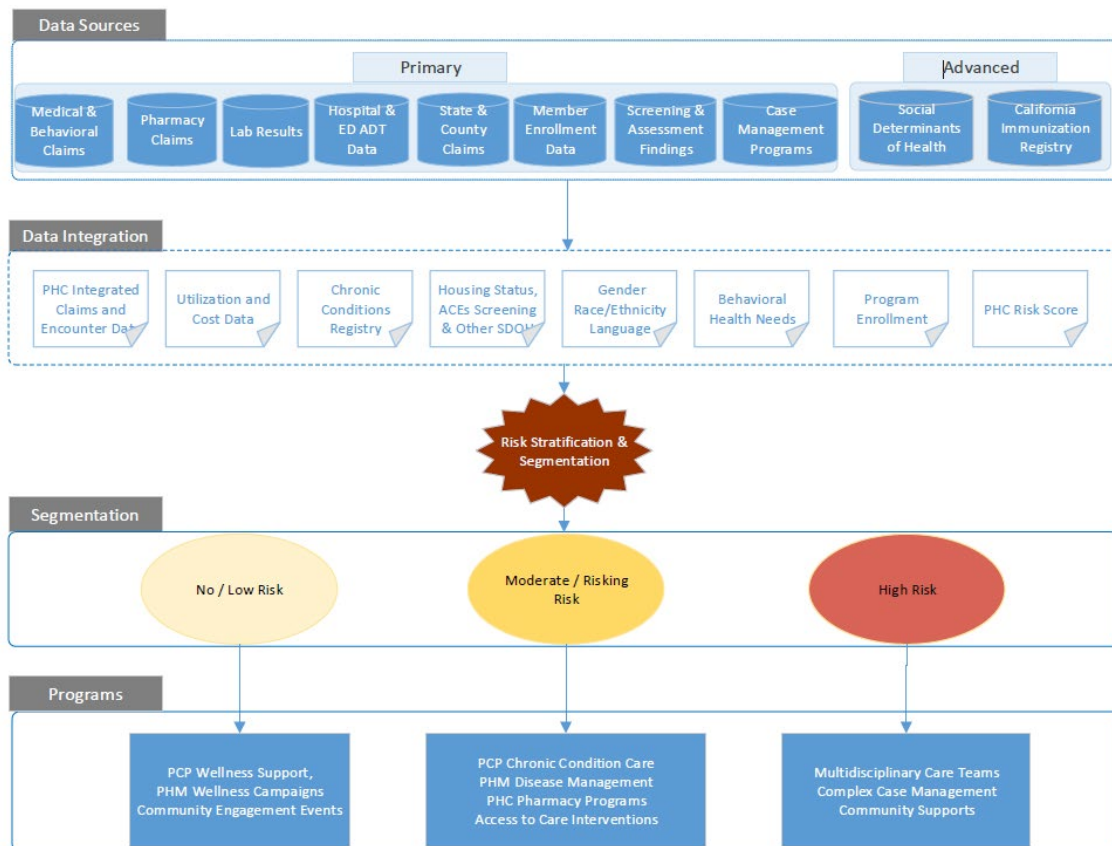 Data Sources
Primary
Advanced
Medical &
Behavioral
Claims
Pharmacy
Claims
Lab Results
Hospital &
ED ADT
Data
State &
County
Claims
Member
Enrollment
Data
Screening &
Assessment
Findings
Case
Management
Programs
Social
Determinants
of Health
California
Immunization
Registry
Data Integration
PHC Integrated
Claims and
Encounter Dat
Utilization and
Cost Data
Chronic
Conditions
Registry
Housing Status,
ACEs Screening
& Other SDOH
Gender
Race/Ethnicity
Language
Behavioral
Health Needs
Program
Enrollment
PHC Risk Score
Risk Stratification &
Segmentation
Segmentation
No / Low Risk
Moderate / Risking
Risk
High Risk
Programs
PCP Wellness Support,
PHM Wellness Campaigns
Community Engagement Events
PCP Chronic Condition Care
PHM Disease Management
PHC Pharmacy Programs
Access to Care Interventions
Multidisciplinary Care Teams
Complex Case Management
Community Supports